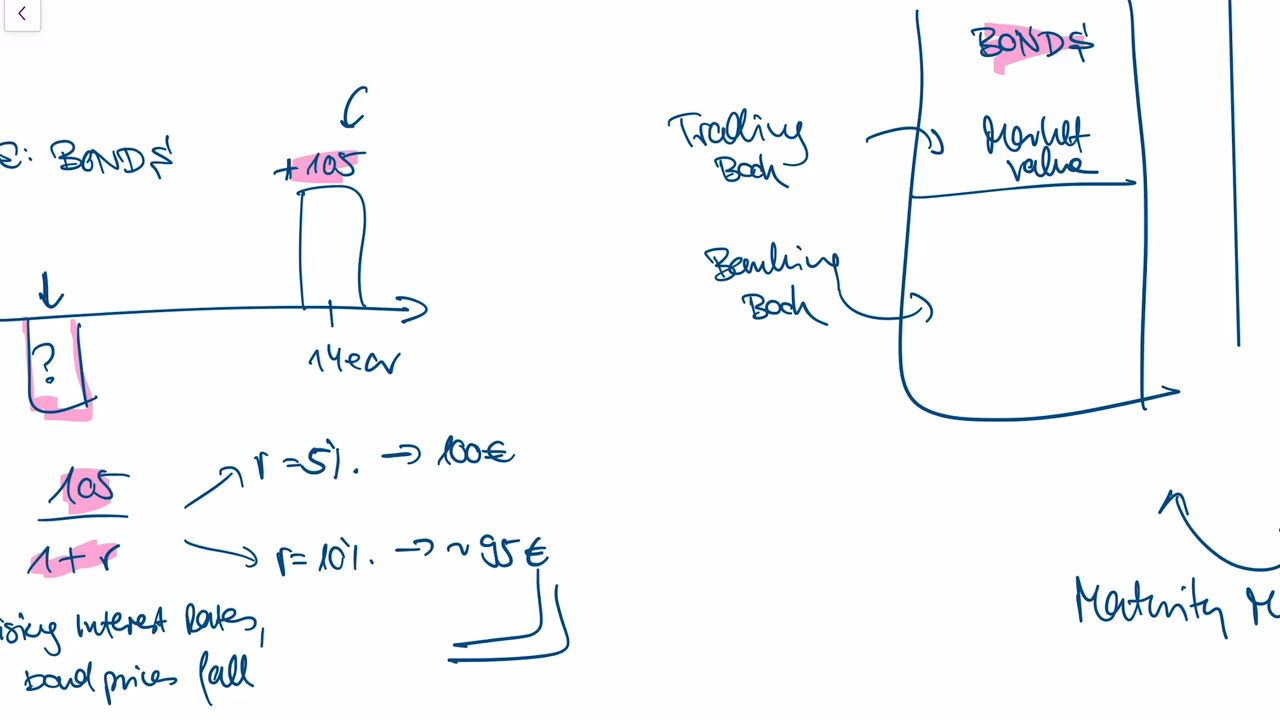 E: BONDS
+105
?
1 Year
105
1+r
r=5%. → 100€
r=10%. → ~95€
ising interest Rates,
bond prices fall
BONDS
Trading
Book
Market
value
Banking
Book
Maturity M